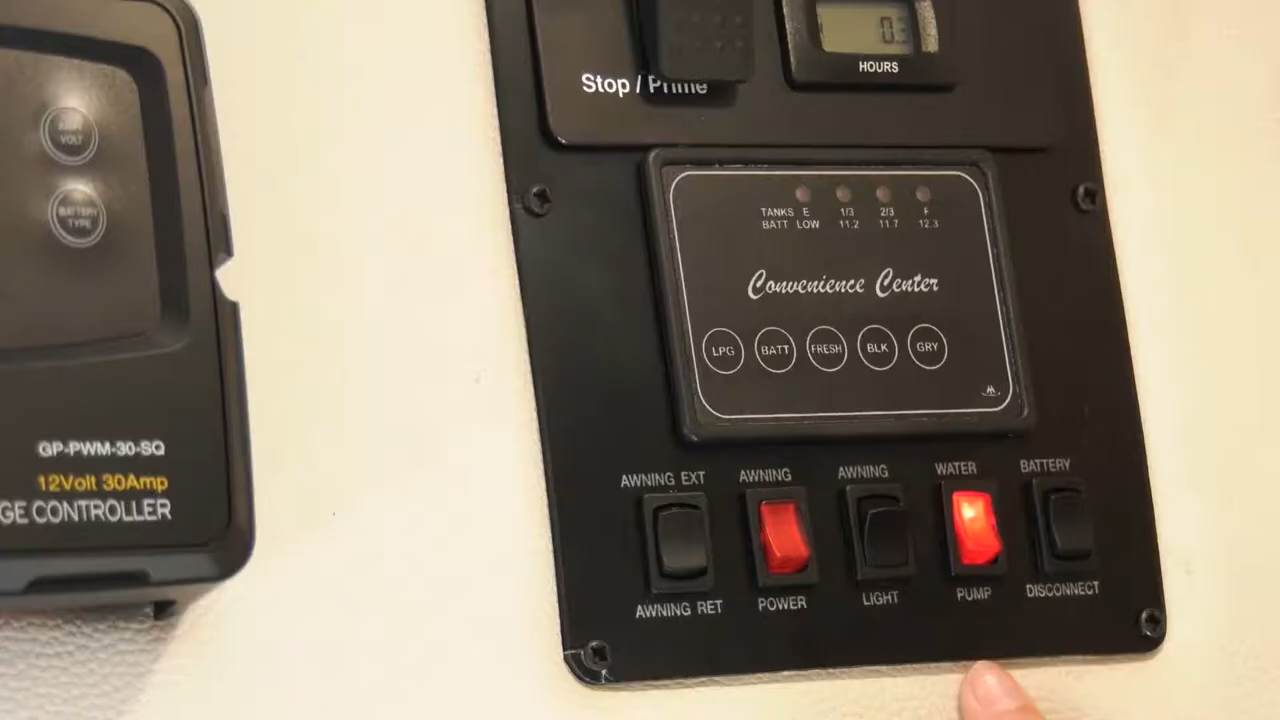 VOLT
BATTERY
TYPE
GP-PWM-30-SQ
12Volt 30Amp
GE CONTROLLER
Stop / Prime
HOURS
TANKS E 1/3 2/3 F
BATT LOW 11.2 11.7 12.3
Convenience Center
LPG BATT FRESH BLK GRY
AWNING EXT AWNING AWNING WATER BATTERY
AWNING RET POWER LIGHT PUMP DISCONNECT